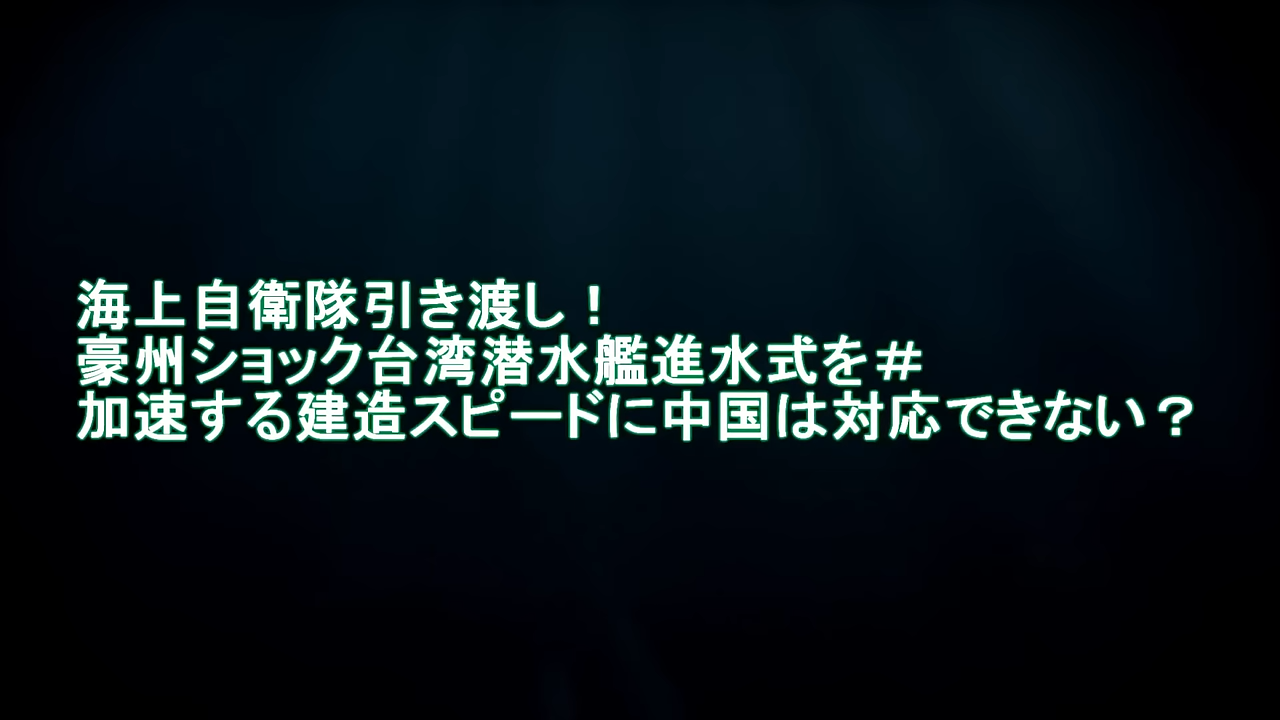 海上自衛隊引き渡し！
豪州ショック台湾潜水艦進水式を＃
加速する建造スピードに中国は対応できない？